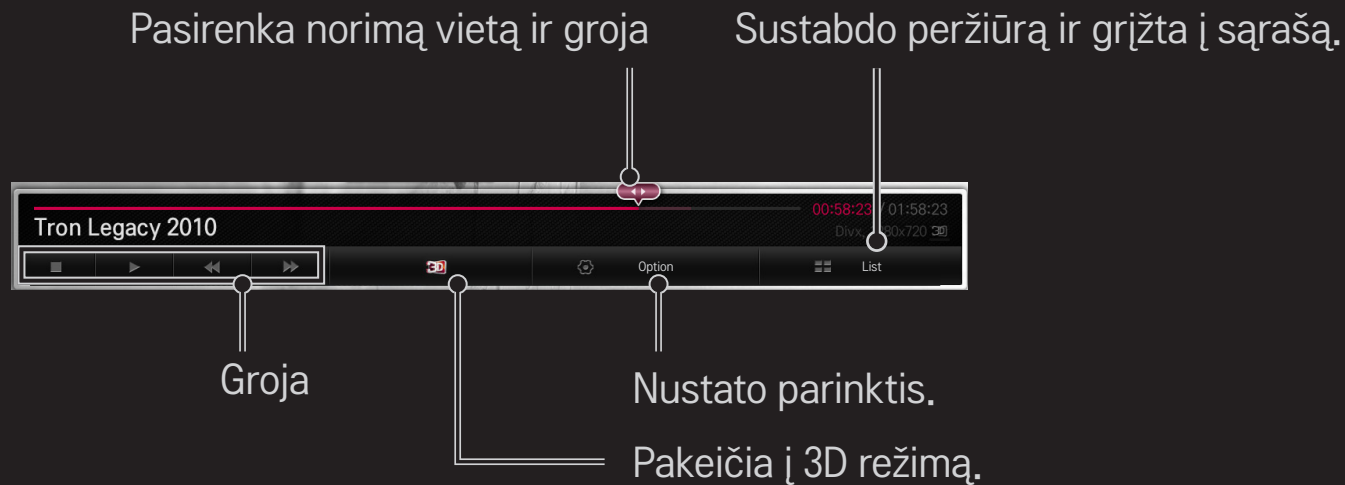 Pasirenka norimą vietą ir groja
Sustabdo peržiūrą ir grįžta į sąrašą.
00:58:23 / 01:58:23
Tron Legacy 2010
Divx, 3D
3D
Option
List
Groja
Nustato parinktis.
Pakeičia į 3D režimą.